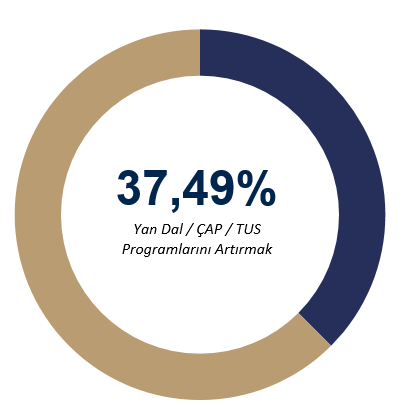 37,49%
Yan Dal / ÇAP / TUS
Programlarını Artırmak